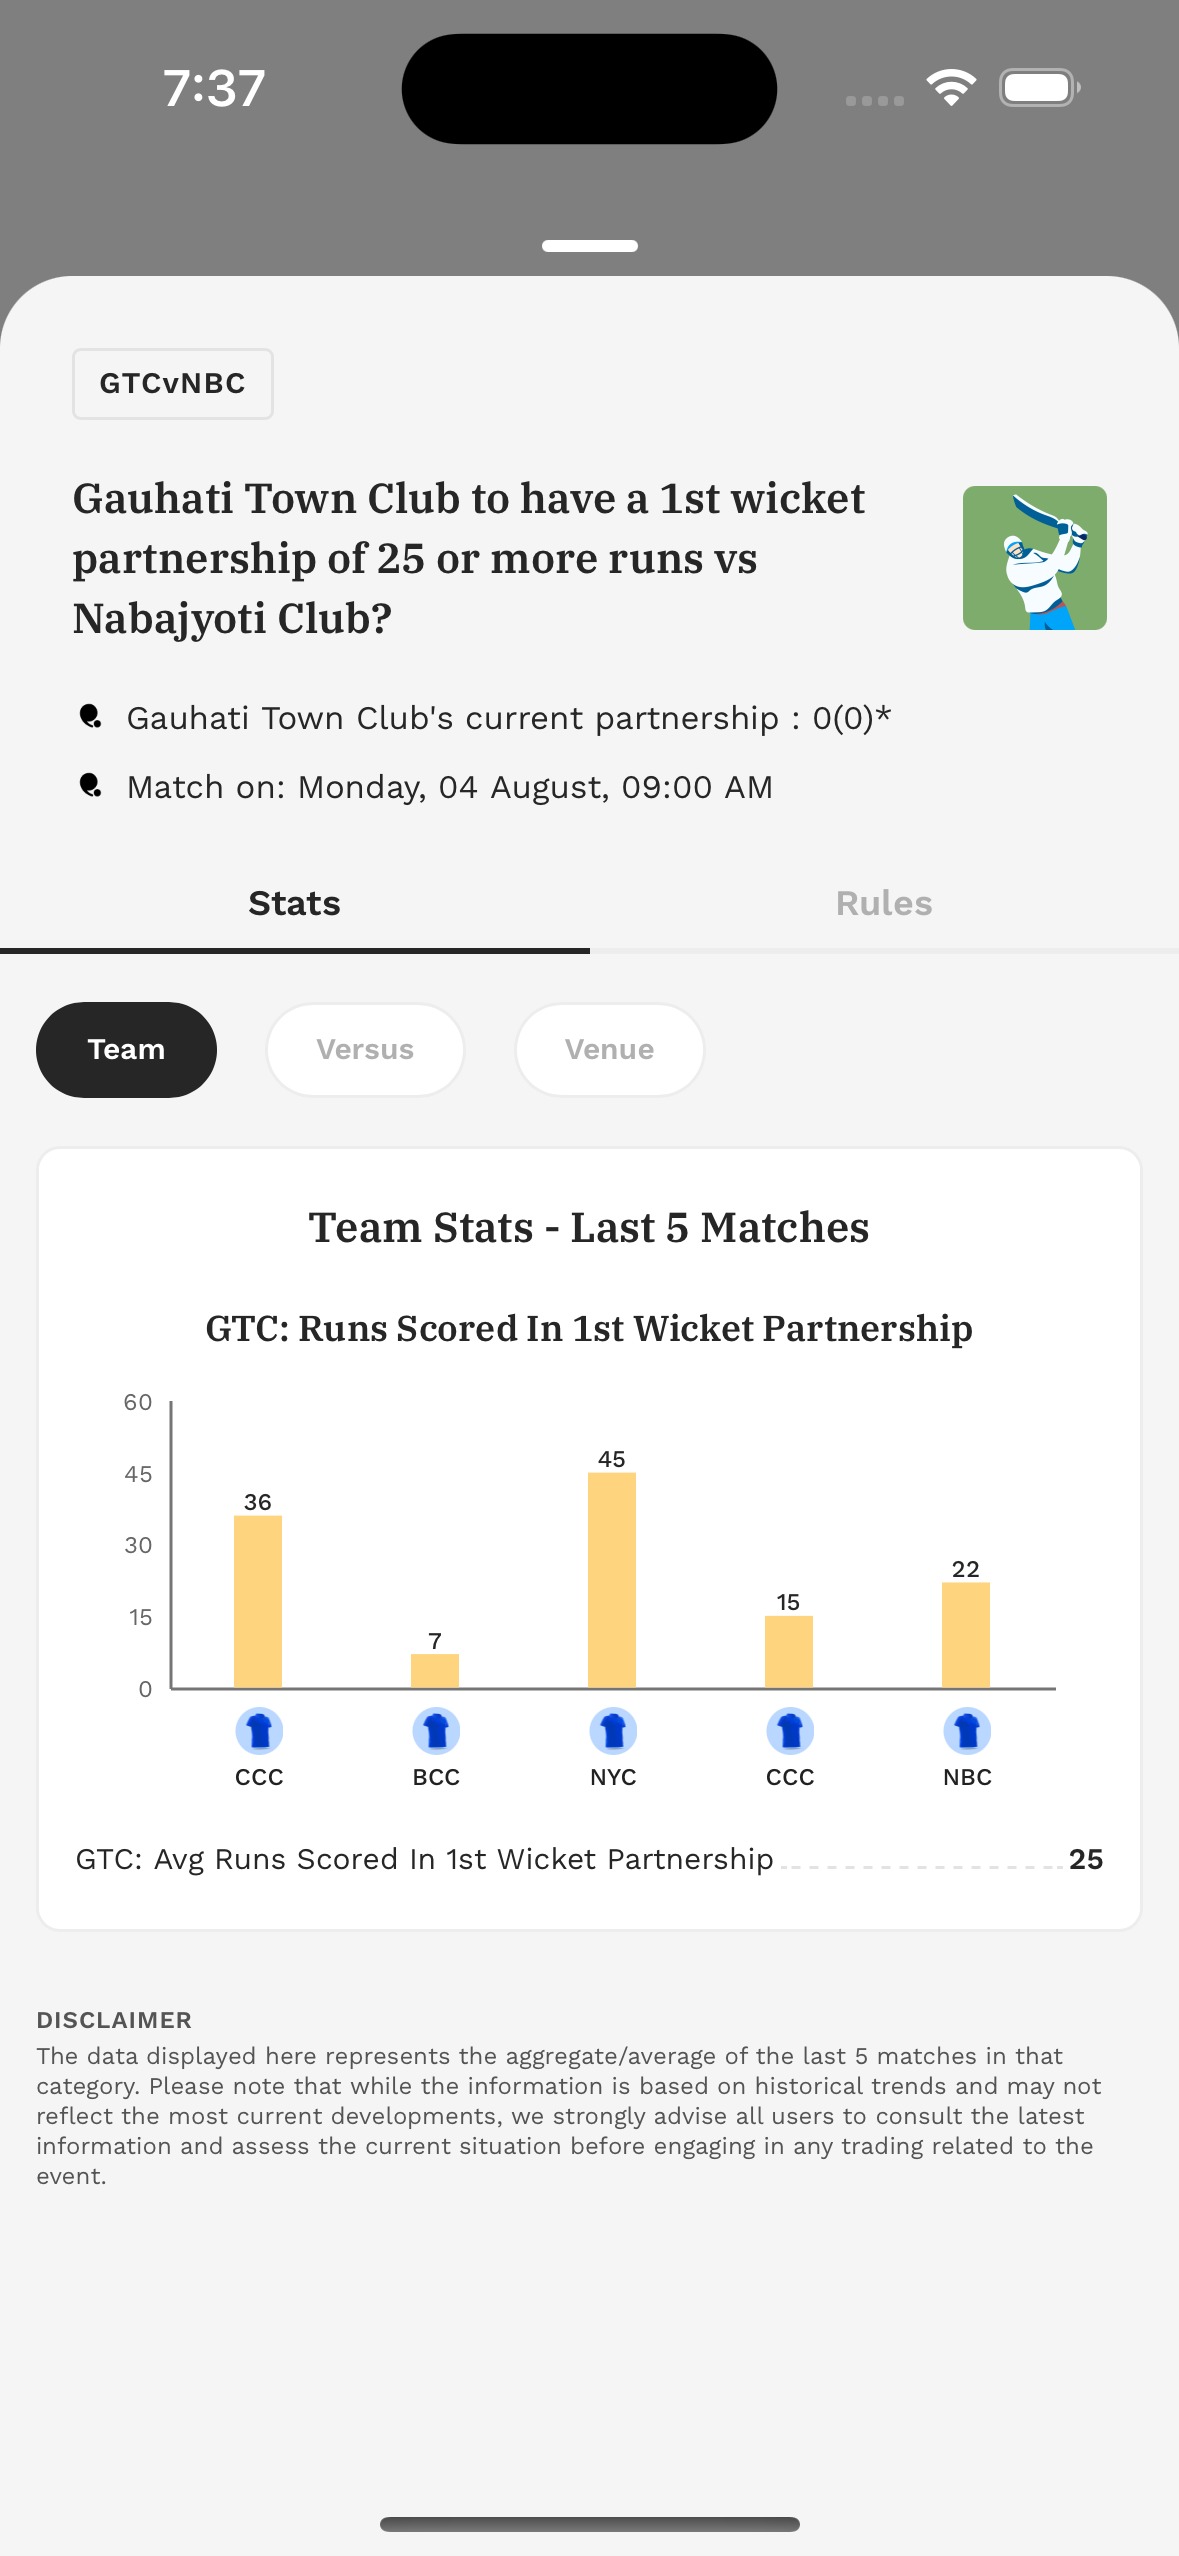 7:37
GTCvNBC
Gauhati Town Club to have a 1st wicket
partnership of 25 or more runs vs
Nabajyoti Club?
Gauhati Town Club's current partnership : 0(0)*
Match on: Monday, 04 August, 09:00 AM
Stats Rules
Team Versus Venue
Team Stats - Last 5 Matches
GTC: Runs Scored In 1st Wicket Partnership
60
45
30
15
0
36 7 45 15 22
CCC BCC NYC CCC NBC
GTC: Avg Runs Scored In 1st Wicket Partnership 25
DISCLAIMER
The data displayed here represents the aggregate/average of the last 5 matches in that
category. Please note that while the information is based on historical trends and may not
reflect the most current developments, we strongly advise all users to consult the latest
information and assess the current situation before engaging in any trading related to the
event.